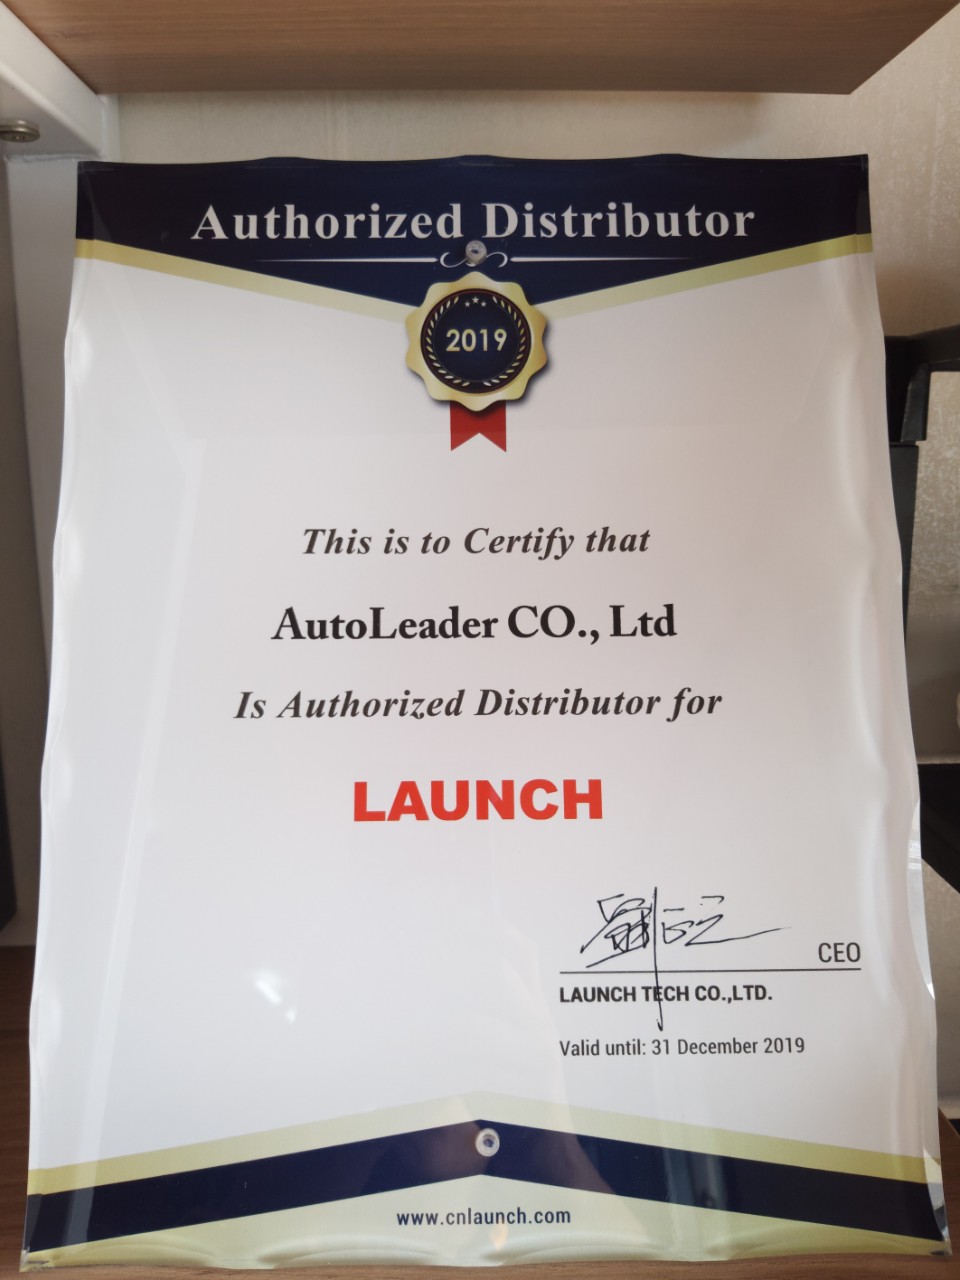 Authorized Distributor
2019
This is to Certify that
AutoLeader CO., Ltd
Is Authorized Distributor for
LAUNCH
CEO
LAUNCH TECH CO.,LTD.
Valid until: 31 December 2019
www.cnlaunch.com